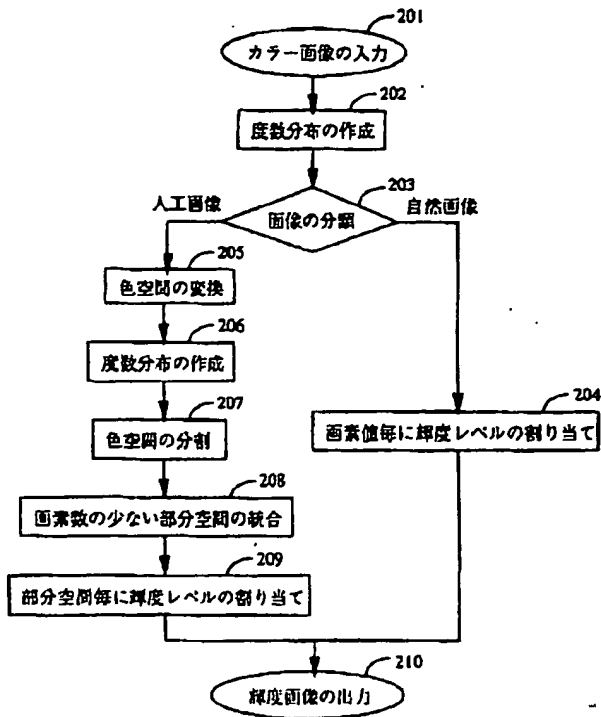 201
カラー画像の入力
202
度数分布の作成
203
画像の分類
人工画像
自然画像
205
色空間の変換
206
度数分布の作成
207
色空間の分割
204
画素値毎に輝度レベルの割り当て
208
画素数の少ない部分空間の統合
209
部分空間毎に輝度レベルの割り当て
210
輝度画像の出力